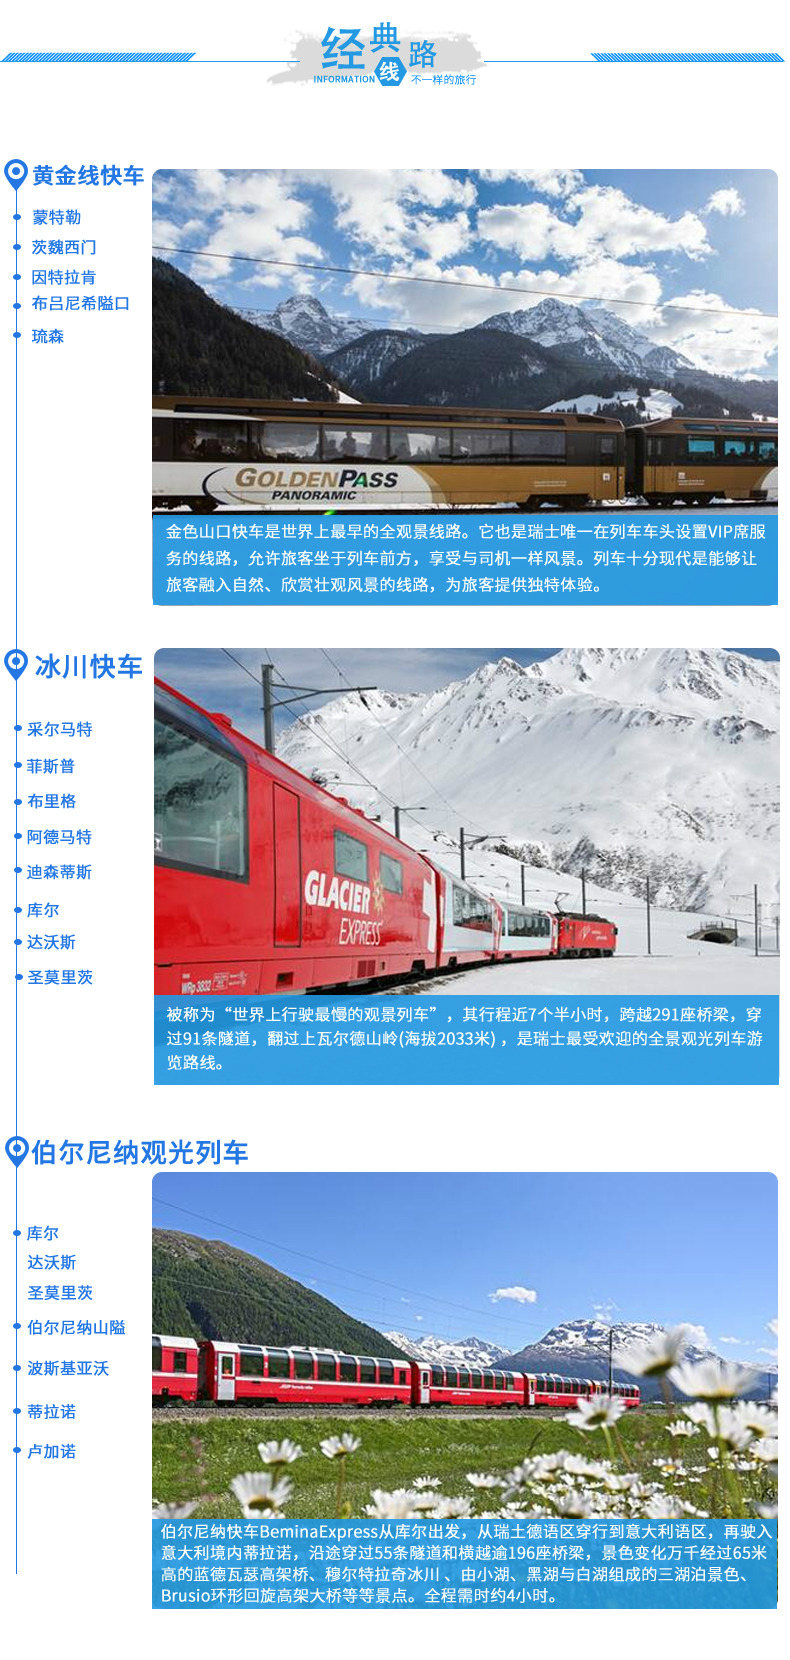 经典线路
INFORMATION 不一样的旅行
黄金线快车
蒙特勒
茨魏西门
因特拉肯
布吕尼希隘口
琉森
GOLDENPASS
PANORAMIC
金色山口快车是世界上最早的全观景线路。它也是瑞士唯一在列车车头设置VIP席服
务的线路，允许旅客坐于列车前方，享受与司机一样风景。列车十分现代是能够让
旅客融入自然、欣赏壮观风景的线路，为旅客提供独特体验。
冰川快车
采尔马特
菲斯普
布里格
阿德马特
迪森蒂斯
库尔
达沃斯
圣莫里茨
GLACIER
EXPRESS
被称为“世界上行驶最慢的观景列车”，其行程近7个半小时，跨越291座桥梁，穿
过91条隧道，翻过上瓦尔德山岭(海拔2033米)，是瑞士最受欢迎的全景观光列车游
览路线。
伯尔尼纳观光列车
库尔
达沃斯
圣莫里茨
伯尔尼纳山隘
波斯基亚沃
蒂拉诺
卢加诺
伯尔尼纳快车BeminaExpress从库尔出发，从瑞土德语区穿行到意大利语区，再驶入
意大利境内蒂拉诺，沿途穿过55条隧道和横越逾196座桥梁，景色变化万千经过65米
高的蓝德瓦瑟高架桥、穆尔特拉奇冰川 、由小湖、黑湖与白湖组成的三湖泊景色、
Brusio环形回旋高架大桥等等景点。全程需时约4小时。